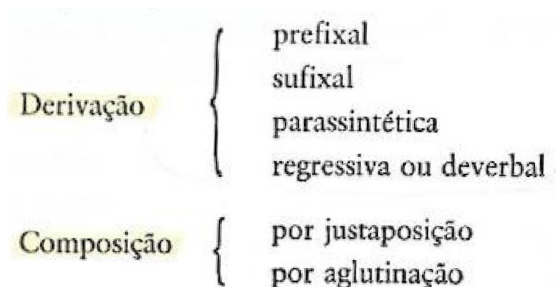 prefixal
sufixal
Derivação
parassintética
regressiva ou deverbal
Composição
por justaposição
por aglutinação